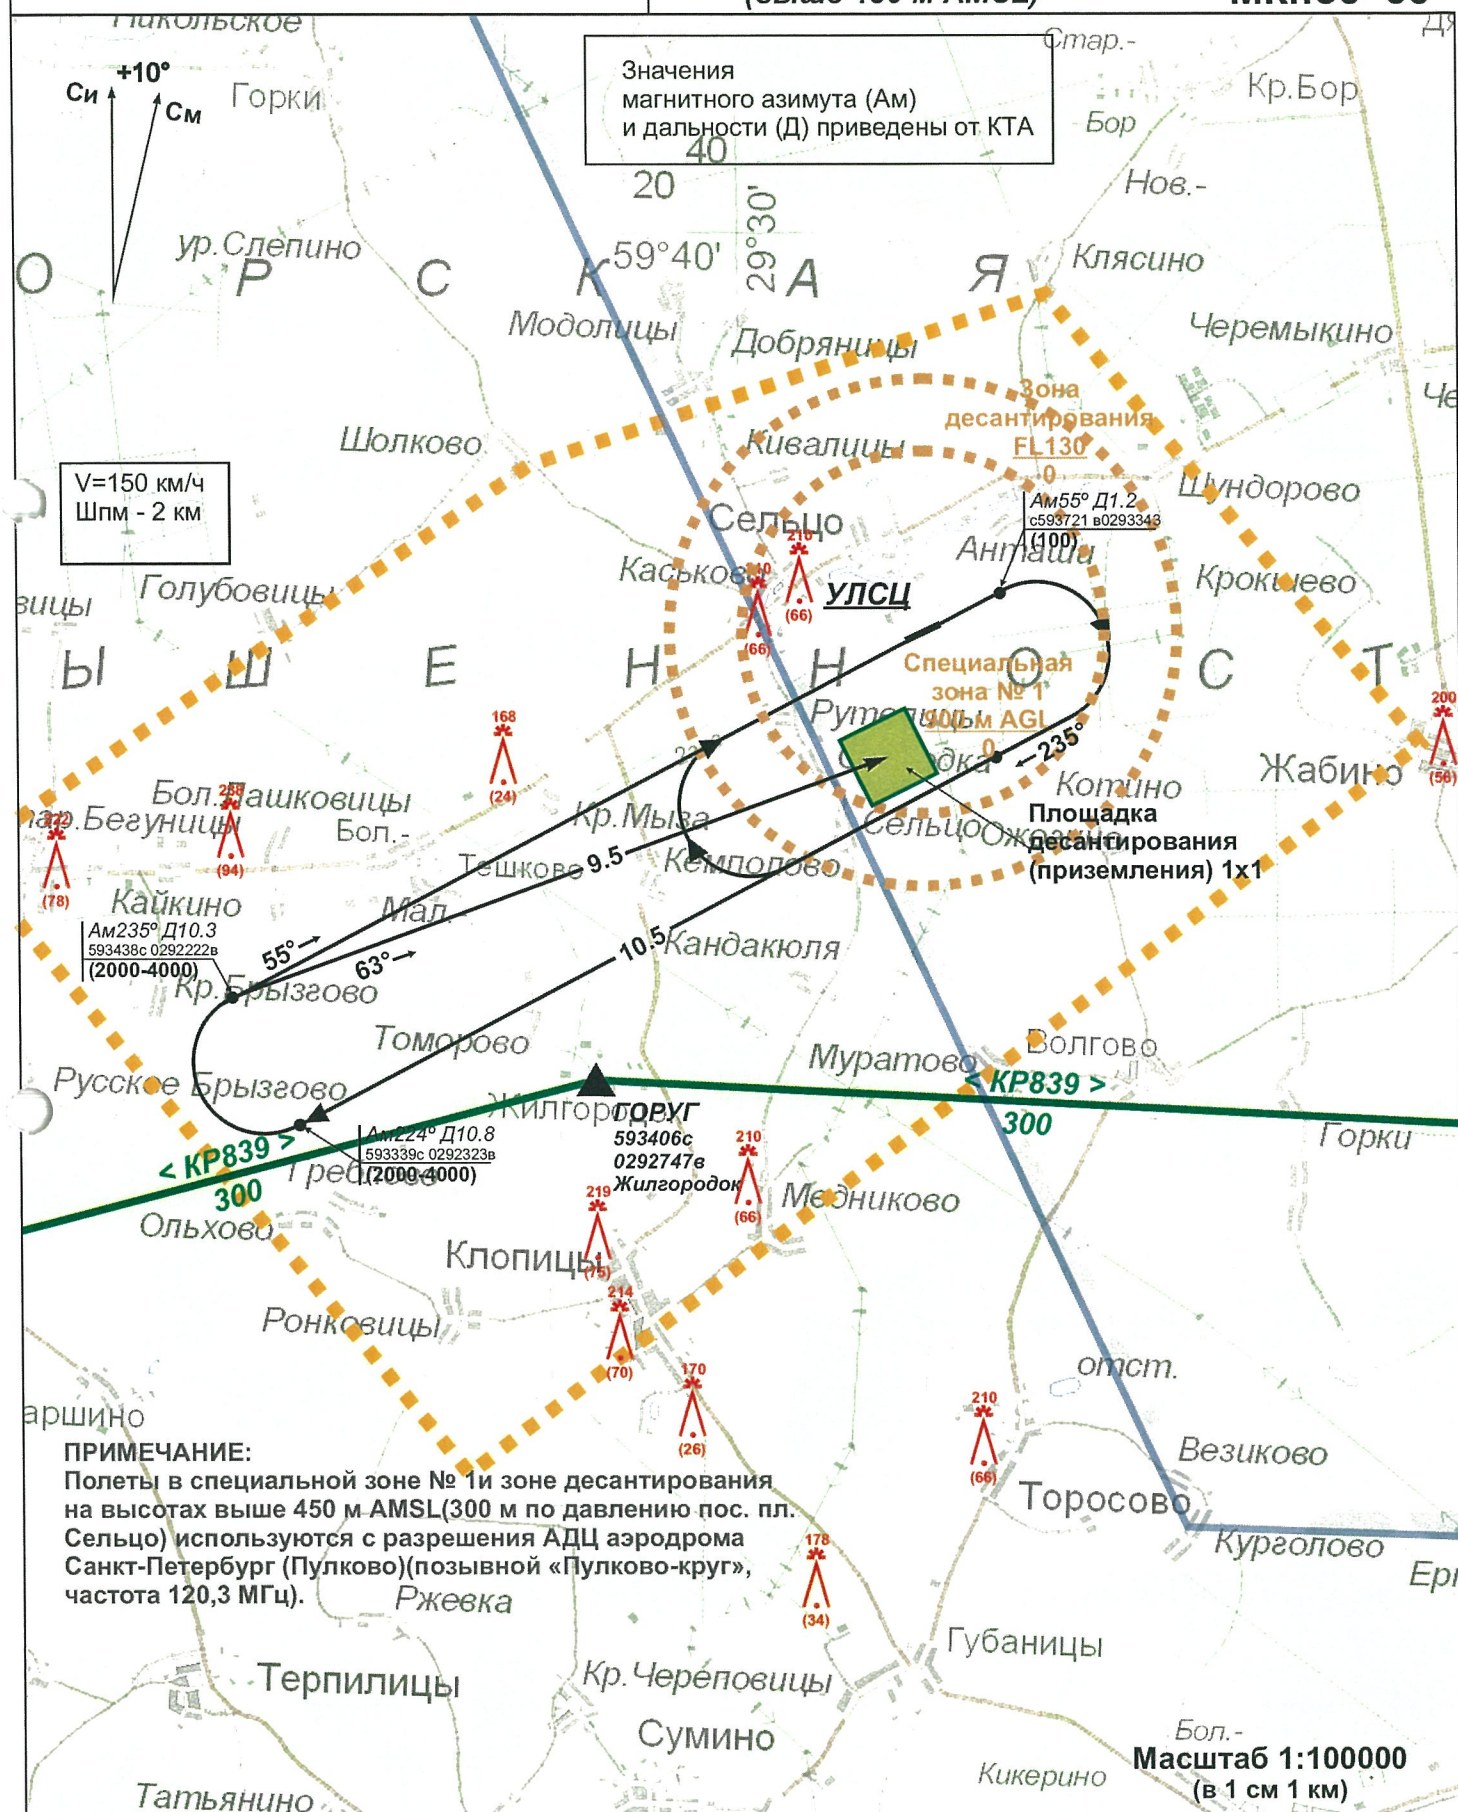 Никольское
+10°
Си
См
Горки
Значения
магнитного азимута (Ам)
и дальности (Д) приведены от КТА
40
20
59°40'
29°30'
Стар.-
Кр.Бор
Бор
Нов.-
Клясино
ур.Слепино
О Р С К А Я
Модолицы
Добряницы
Черемыкино
Шолково
Кивалицы
Зона
десантирования
FL130
0
V=150 км/ч
Шпм - 2 км
Шундорово
Ам55° Д1.2
с593721 в0293343
(100)
Сельцо
210
(66)
(66)
УЛСЦ
Анташи
Каськово
Голубовицы
Крокшево
вицы
Ы Ш Е Н Н О С Т
Специальная
зона № 1
900 м AGL
0
Рутелицы
235°
200
(56)
Жабино
Котино
168
(24)
Бол.Пашковицы
(94)
Бол.-
(78)
Кр.Мыза
Сельцо
Площадка
десантирования
(приземления) 1х1
Тешково
9.5
Кемполово
Кайкино
Мал.-
Ам235° Д10.3
593438с 0292222в
(2000-4000)
55°
63°
10.5
Кандакюля
Кр.Брызгово
Томорово
Муратово
Волгово
Русское Брызгово
< КР839 >
300
Жилгородок
ГОРУГ
593406с
0292747в
Жилгородок
< КР839 >
300
Ам224° Д10.8
593339с 0292323в
(2000-4000)
Горки
210
(66)
Медниково
Ольхово
219
(75)
Клопицы
214
(70)
Ронковицы
170
(26)
отст.
210
(66)
аршино
Везиково
Торосово
Курголово
ПРИМЕЧАНИЕ:
Полеты в специальной зоне № 1и зоне десантирования
на высотах выше 450 м AMSL(300 м по давлению пос. пл.
Сельцо) используются с разрешения АДЦ аэродрома
Санкт-Петербург (Пулково)(позывной «Пулково-круг»,
частота 120,3 МГц).
178
(34)
Ржевка
Губаницы
Терпилицы
Кр.Череповицы
Сумино
Бол.-
Масштаб 1:100000
(в 1 см 1 км)
Кикерино
Татьянино